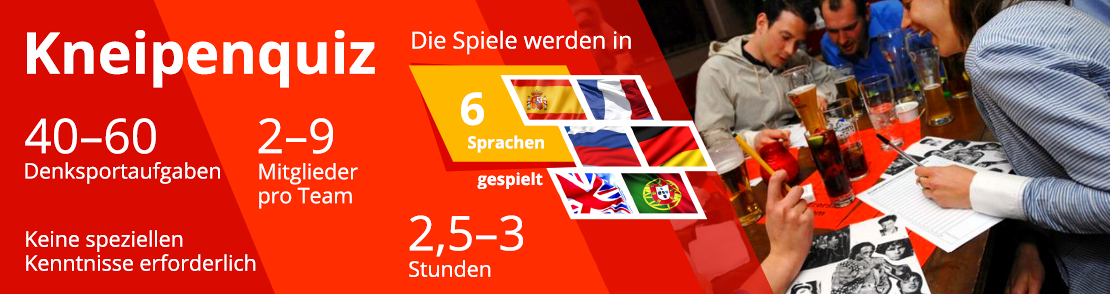 Kneipenquiz
40–60
Denksportaufgaben
2–9
Mitglieder
pro Team
Keine speziellen
Kenntnisse erforderlich
Die Spiele werden in
6
Sprachen
gespielt
2,5–3
Stunden